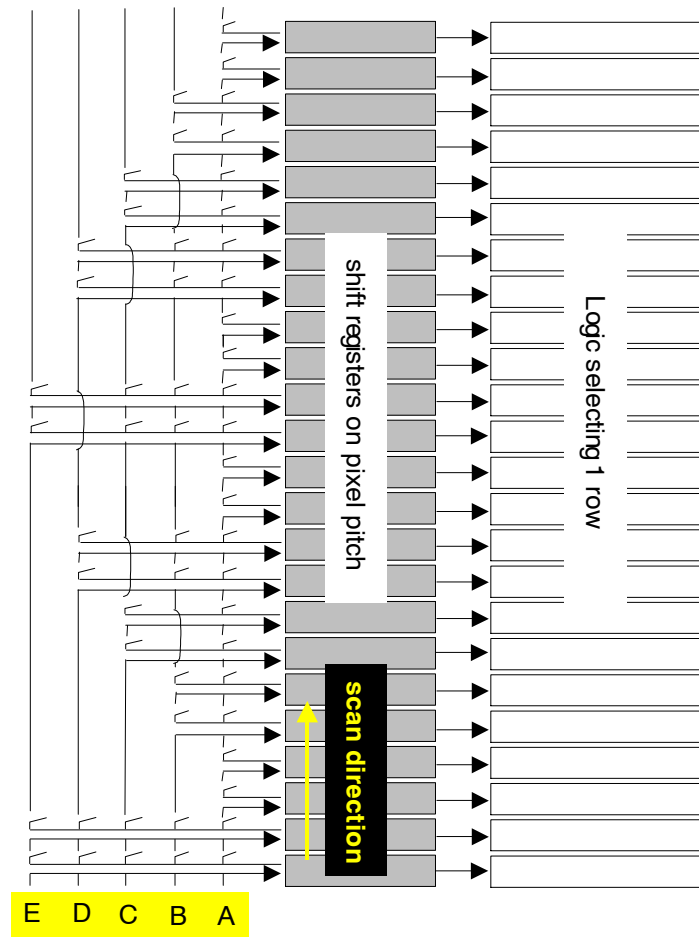 shift registers on pixel pitch
Logic selecting 1 row
scan direction
E D C B A